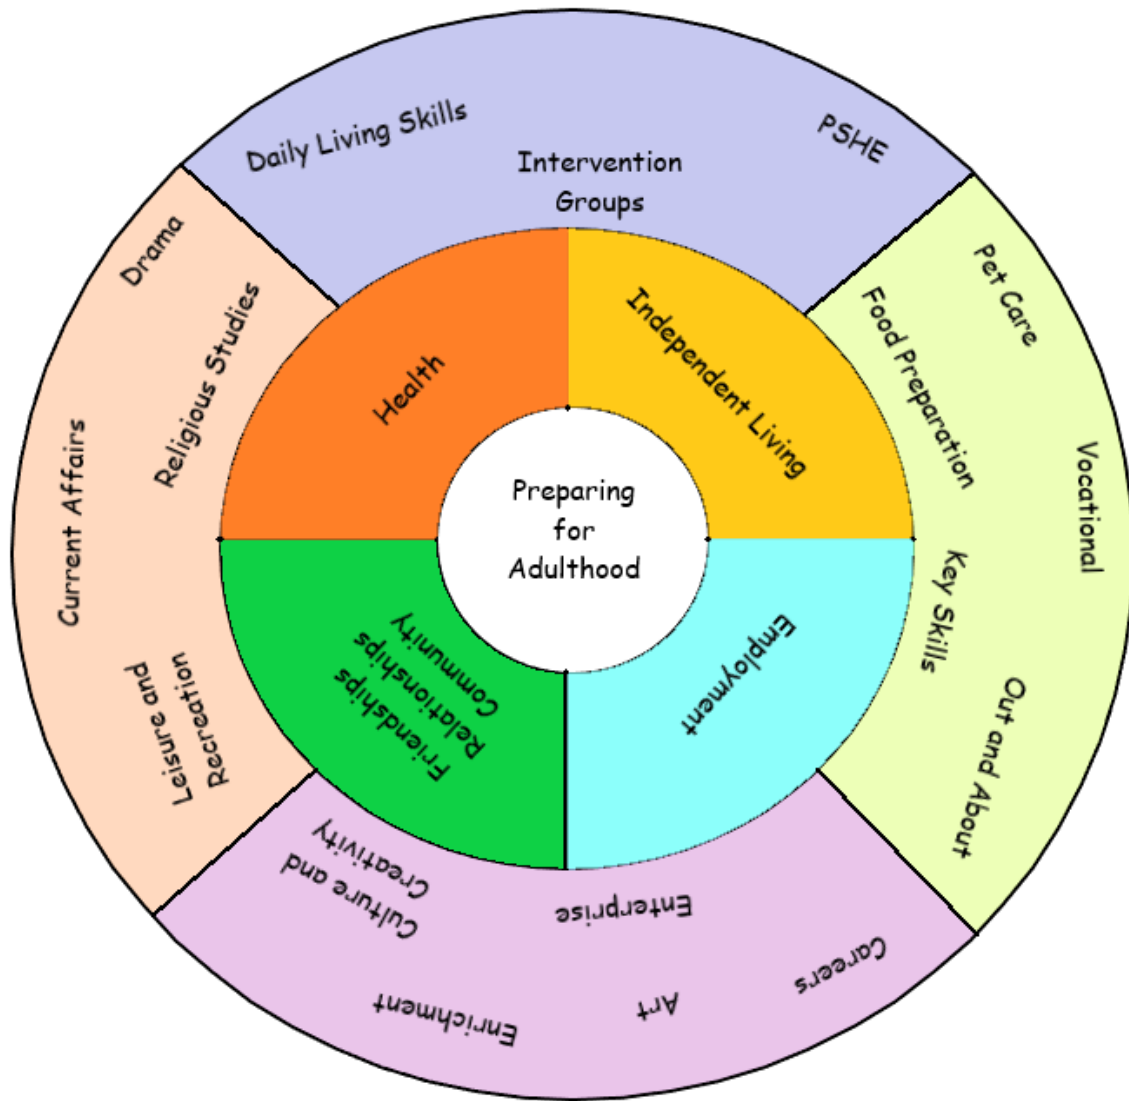 Preparing
for
Adulthood
Health
Independent Living
Employment
Friendships
Relationships
Community
Daily Living Skills
Intervention
Groups
PSHE
Pet Care
Food Preparation
Vocational
Key Skills
Out and About
Careers
Enterprise
Art
Enrichment
Culture and
Creativity
Leisure and
Recreation
Current Affairs
Religious Studies
Drama